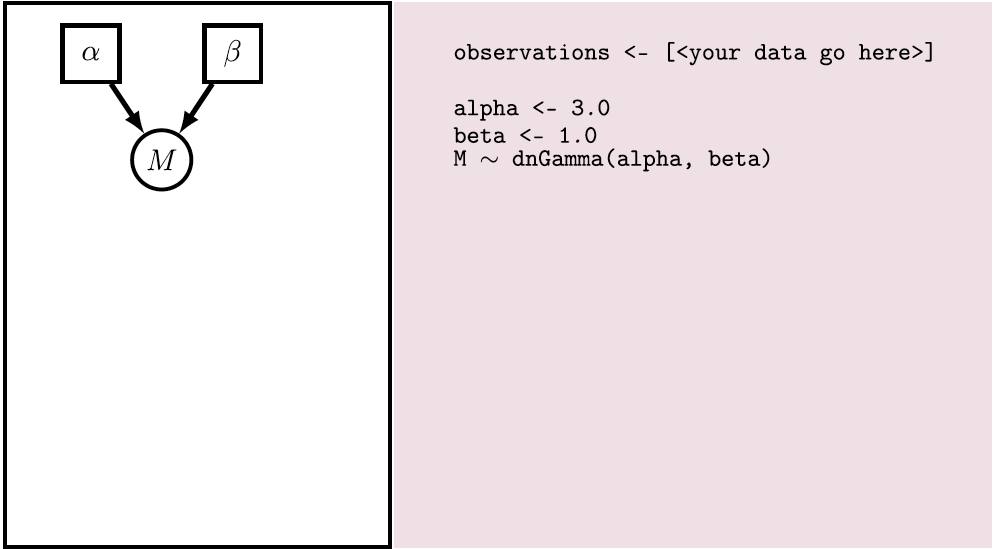 α β
M
observations <- [<your data go here>]
alpha <- 3.0
beta <- 1.0
M ∼ dnGamma(alpha, beta)